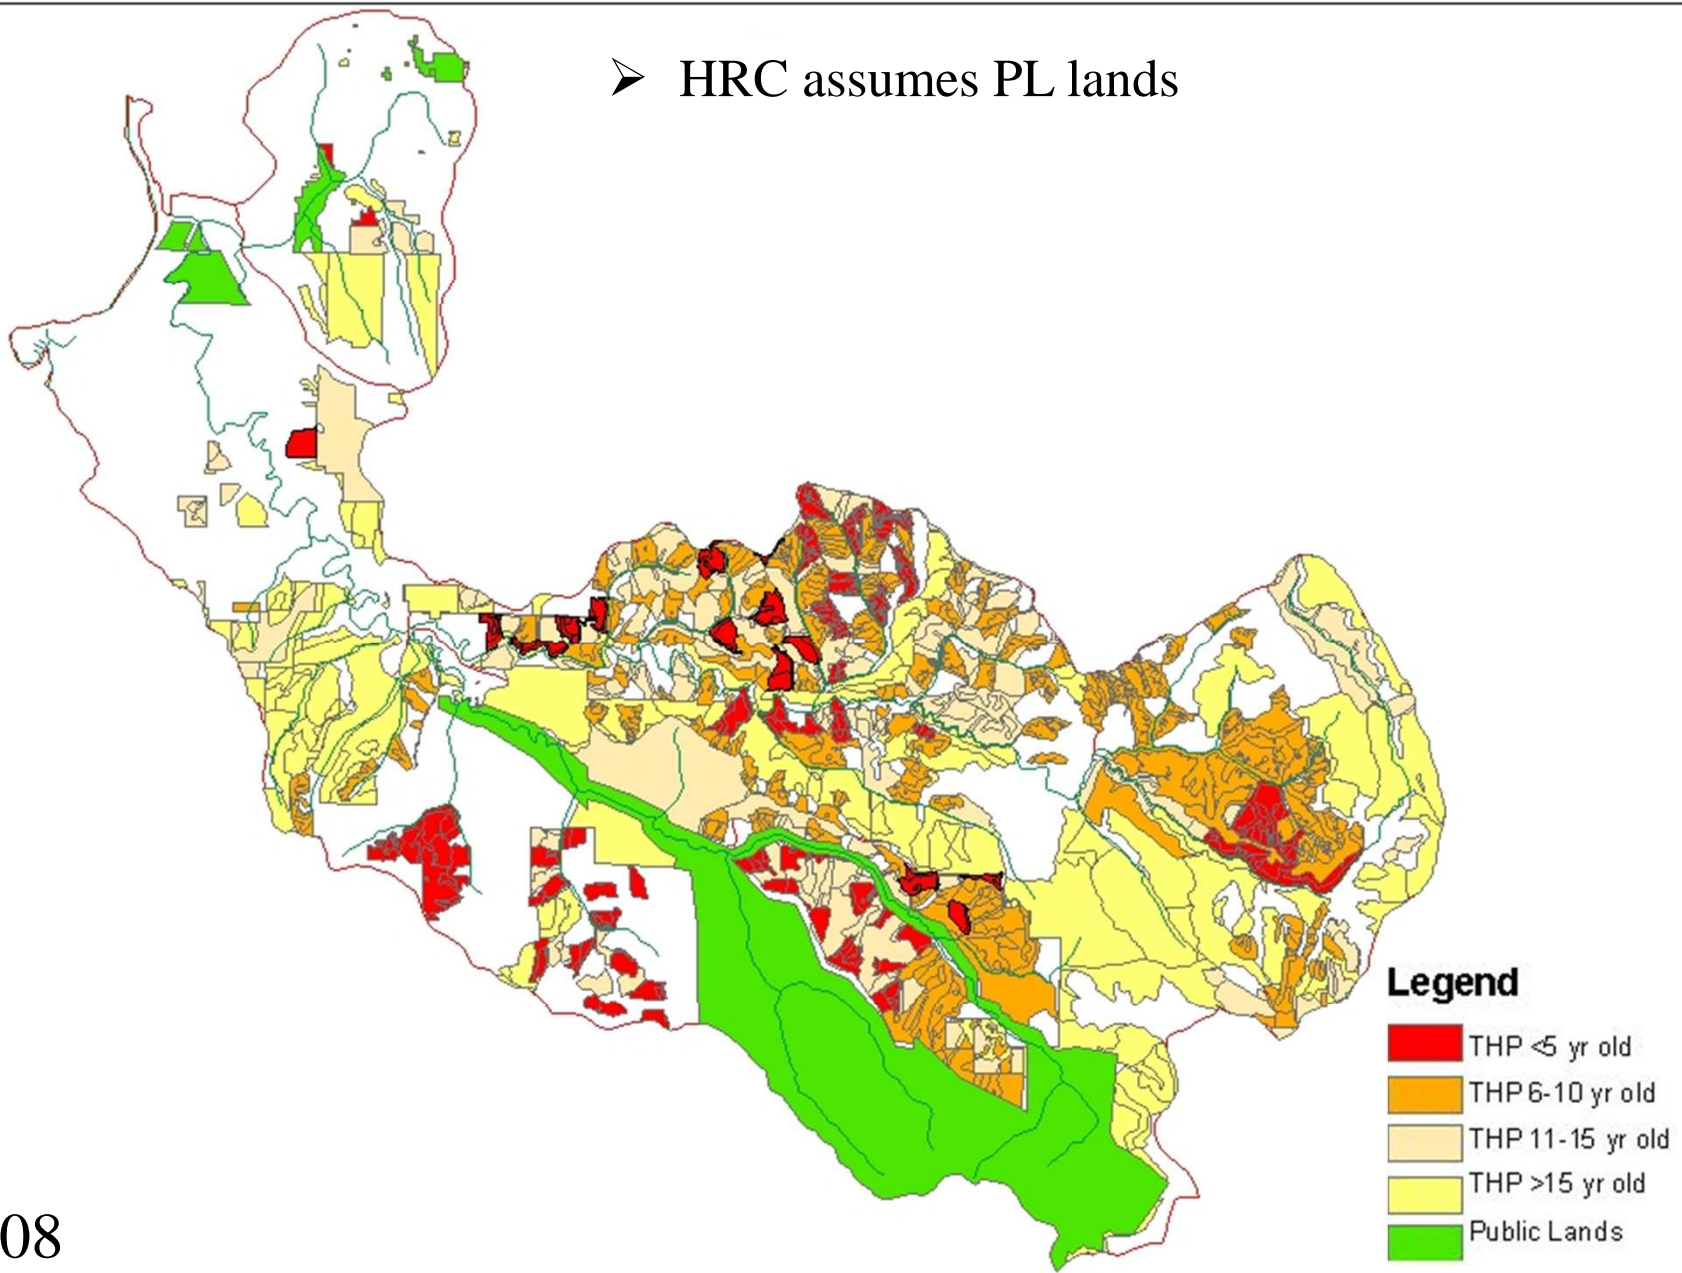 ➢ HRC assumes PL lands
Legend
THP <5 yr old
THP 6-10 yr old
THP 11-15 yr old
THP >15 yr old
Public Lands
08